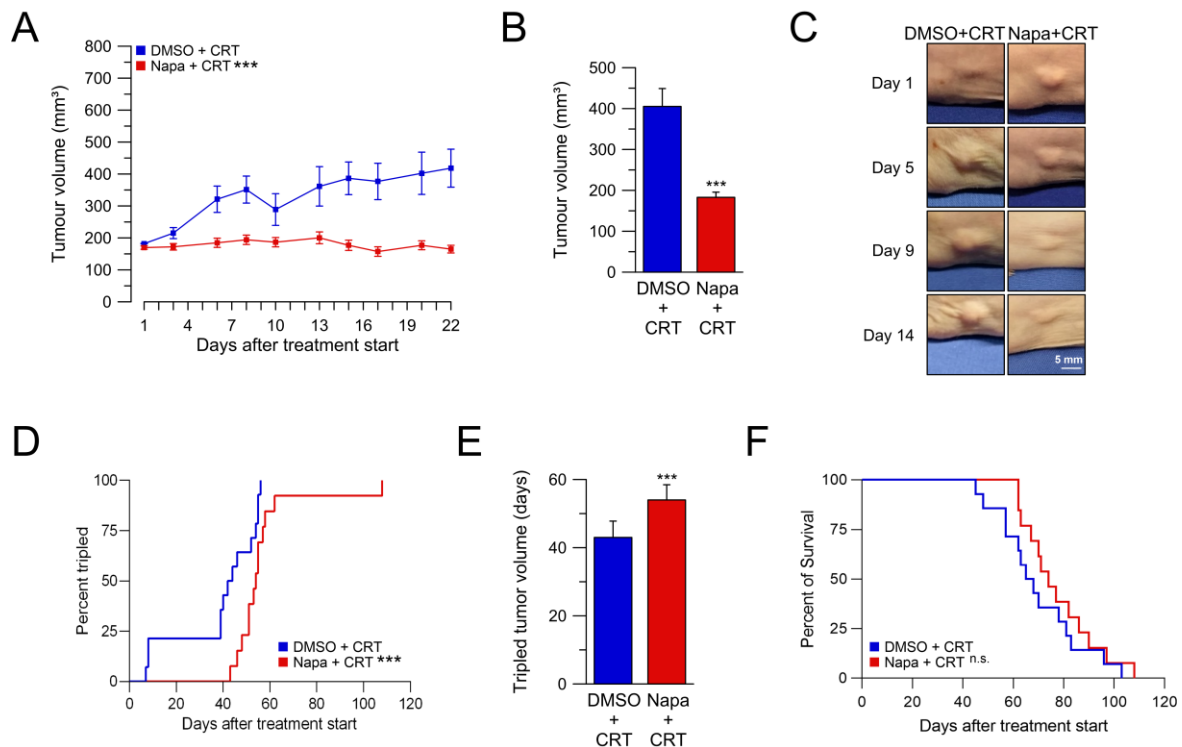 A
Tumour volume (mm³)
800
700
600
500
400
300
200
100
0
DMSO + CRT
Napa + CRT ***
1 4 7 10 13 16 19 22
Days after treatment start
B
Tumour volume (mm³)
500
400
300
200
100
0
***
DMSO
+
CRT
Napa
+
CRT
C
DMSO+CRT Napa+CRT
Day 1
Day 5
Day 9
Day 14
5 mm
D
Percent tripled
100
75
50
25
0
DMSO + CRT
Napa + CRT ***
0 20 40 60 80 100 120
Days after treatment start
E
Tripled tumor volume (days)
60
40
20
0
***
DMSO
+
CRT
Napa
+
CRT
F
Percent of Survival
100
75
50
25
0
DMSO + CRT
Napa + CRT n.s.
0 20 40 60 80 100 120
Days after treatment start